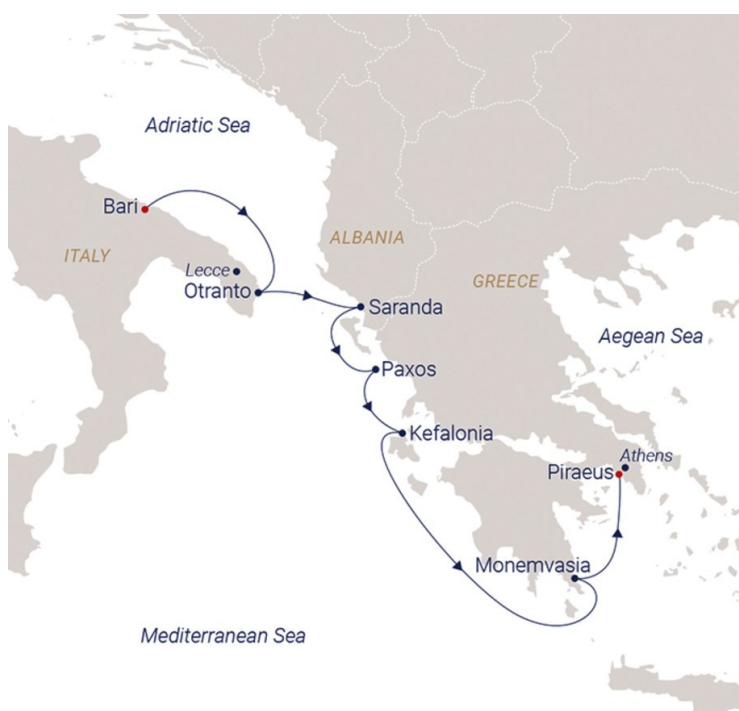 Adriatic Sea
Bari
ALBANIA
ITALY
Lecce
GREECE
Otranto
Saranda
Aegean Sea
Paxos
Kefalonia
Athens
Piraeus
Monemvasia
Mediterranean Sea